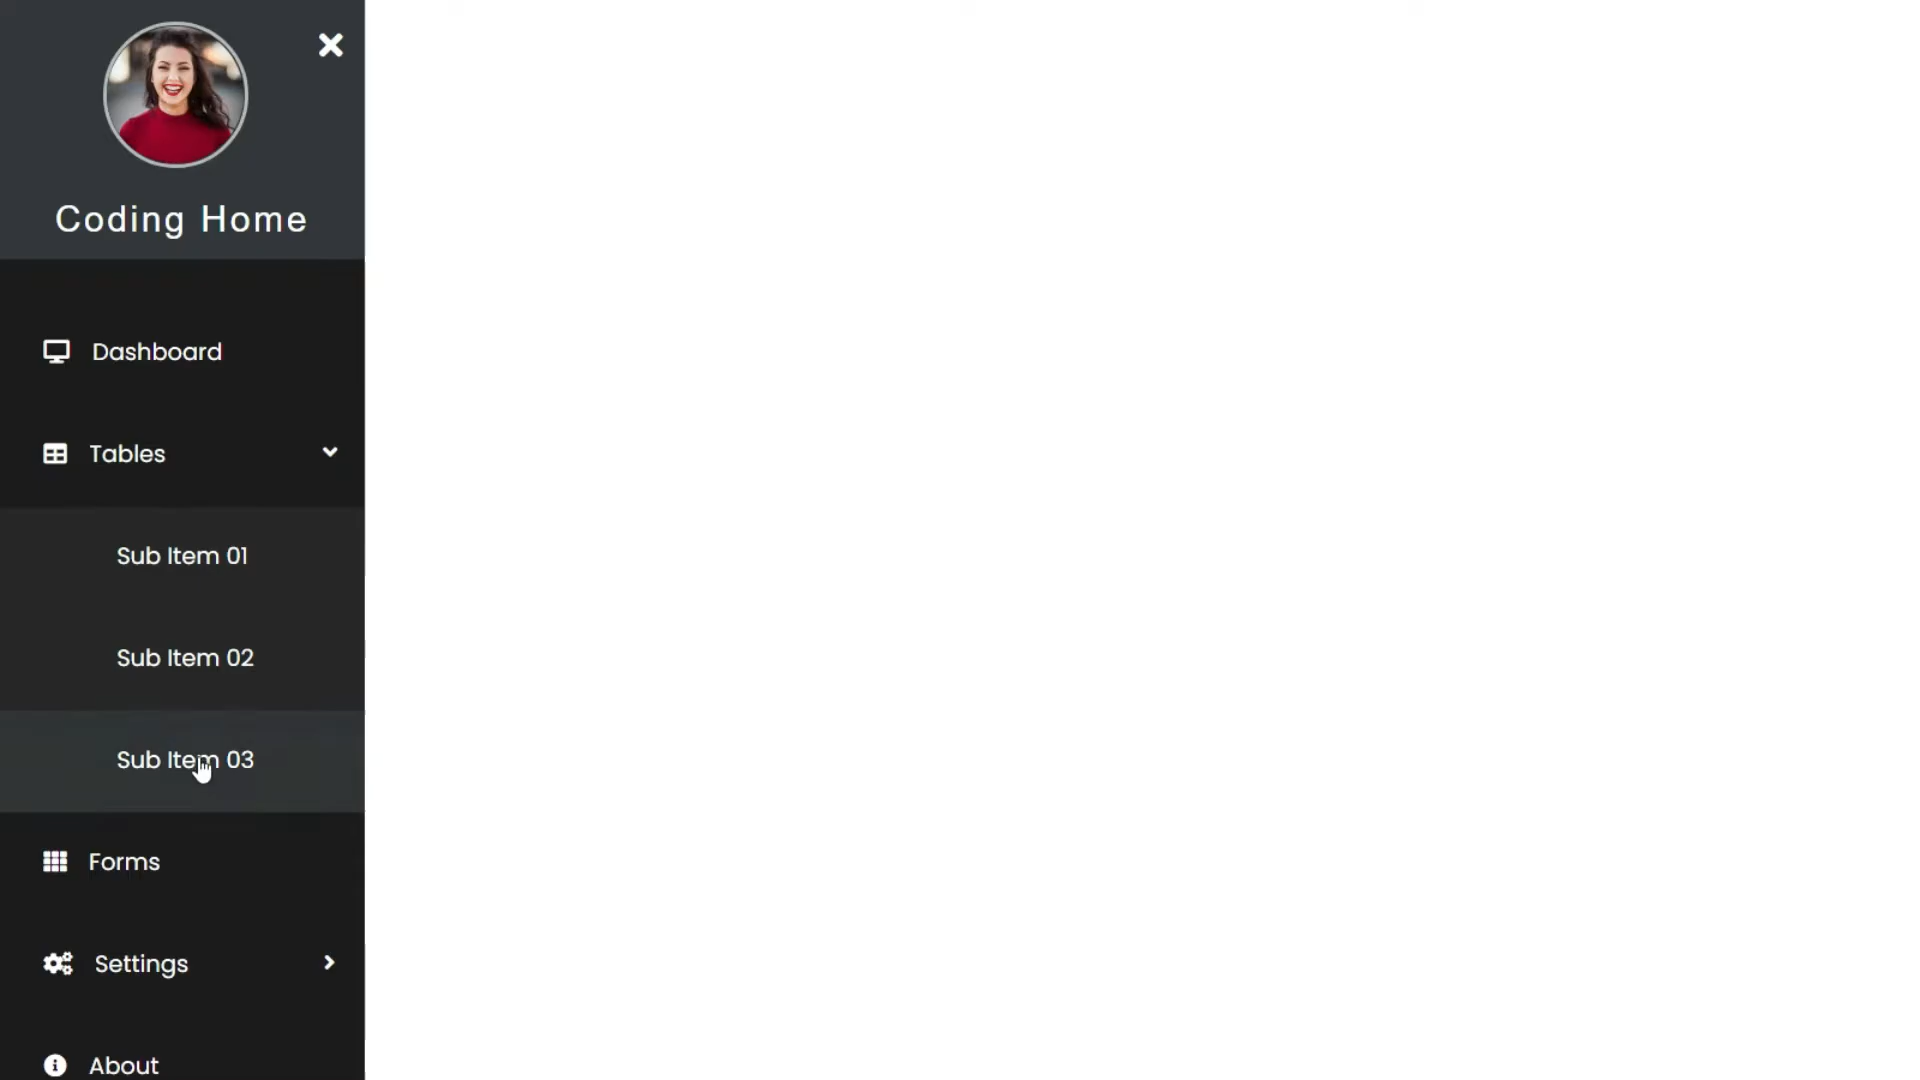 Coding Home
Dashboard
Tables
Sub Item 01
Sub Item 02
Sub Item 03
Forms
Settings
About